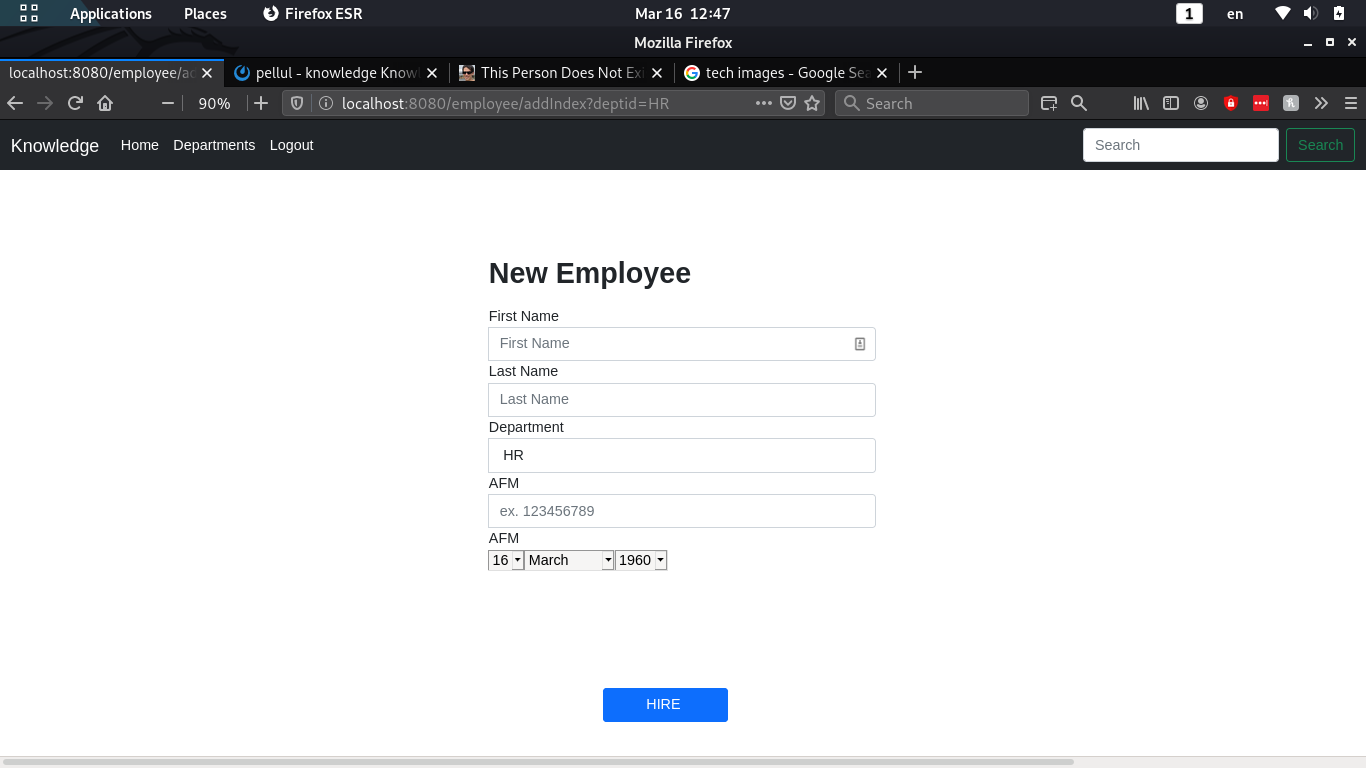 Applications Places Firefox ESR Mar 16 12:47 1 en
Mozilla Firefox
localhost:8080/employee/ad pellul - knowledge Know This Person Does Not Exi tech images - Google Sea
90% localhost:8080/employee/addIndex?deptid=HR Search
Knowledge Home Departments Logout Search Search
New Employee
First Name
First Name
Last Name
Last Name
Department
HR
AFM
ex. 123456789
AFM
16 March 1960
HIRE